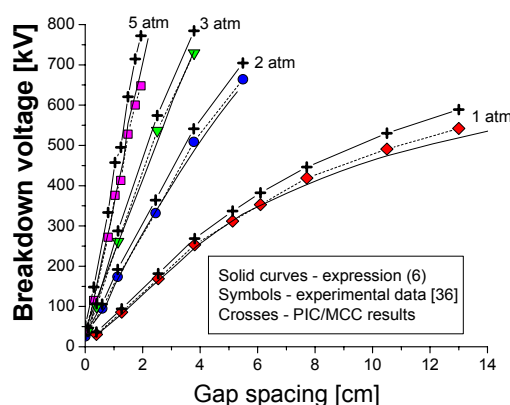 5 atm
3 atm
2 atm
1 atm
Breakdown voltage [kV]
800
700
600
500
400
300
200
100
0
Solid curves - expression (6)
Symbols - experimental data [36]
Crosses - PIC/MCC results
0 2 4 6 8 10 12 14
Gap spacing [cm]